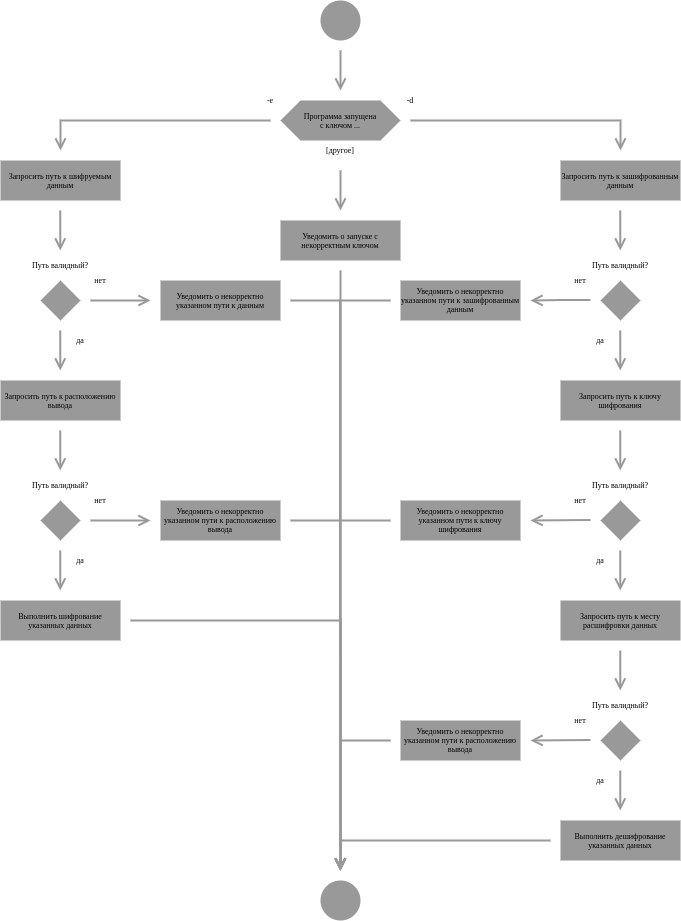 -e
-d
Программа запущена
с ключом ...
[другое]
Запросить путь к шифруемым
данным
Запросить путь к зашифрованным
данным
Уведомить о запуске с
некорректным ключом
Путь валидный?
Путь валидный?
нет
нет
Уведомить о некорректно
указанном пути к данным
Уведомить о некорректно
указанном пути к зашифрованным
данным
да
да
Запросить путь к расположению
вывода
Запросить путь к ключу
шифрования
Путь валидный?
Путь валидный?
нет
нет
Уведомить о некорректно
указанном пути к расположению
вывода
Уведомить о некорректно
указанном пути к ключу
шифрования
да
да
Выполнить шифрование
указанных данных
Запросить путь к месту
расшифровки данных
Путь валидный?
нет
Уведомить о некорректно
указанном пути к расположению
вывода
да
Выполнить дешифрование
указанных данных